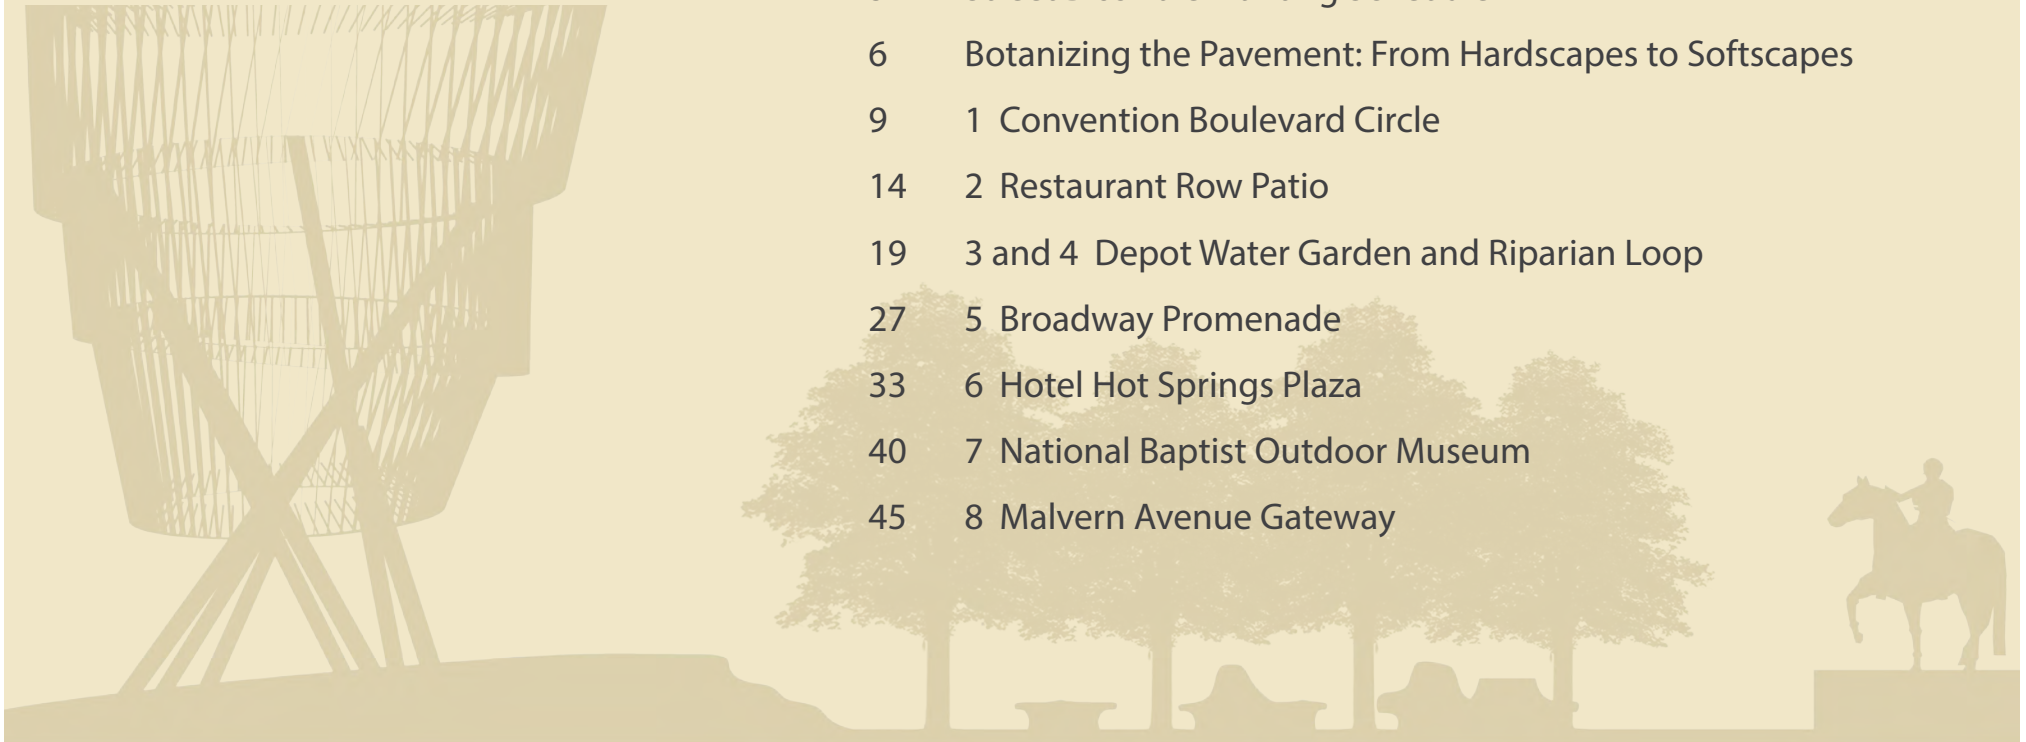 6 Botanizing the Pavement: From Hardscapes to Softscapes
9 1 Convention Boulevard Circle
14 2 Restaurant Row Patio
19 3 and 4 Depot Water Garden and Riparian Loop
27 5 Broadway Promenade
33 6 Hotel Hot Springs Plaza
40 7 National Baptist Outdoor Museum
45 8 Malvern Avenue Gateway